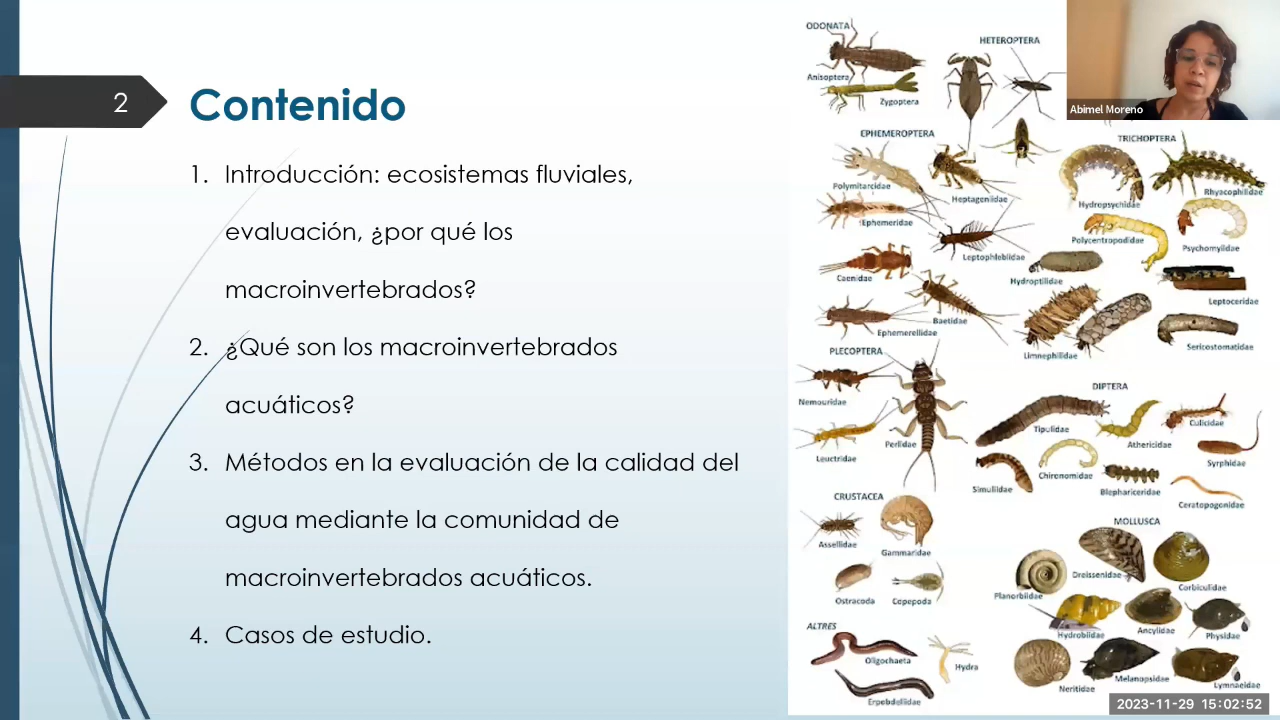 2
Contenido
1. Introducción: ecosistemas fluviales,
evaluación, ¿por qué los
macroinverebrados?
2. ¿Qué son los macroinvertebrados
acuáticos?
3. Métodos en la evaluación de la calidad del
agua mediante la comunidad de
macroinvertebrados acuáticos.
4. Casos de estudio.
ODONATA
Anisoptera
Zygoptera
HETEROPTERA
EPHEMEROPTERA
Polymitarcidae
Heptageniidae
Ephemeridae
Leptophlebiidae
Caenidae
Baetidae
Ephemerellidae
TRICHOPTERA
Rhyacophilidae
Hydropsychidae
Polycentropodidae
Psychomyiidae
Hydroptilidae
Leptoceridae
Limnephilidae
Sericostomatidae
PLECOPTERA
Nemouridae
Perlidae
Leuctridae
DIPTERA
Tipulidae
Culicidae
Athericidae
Syrphidae
Chironomidae
Simuliidae
Blephariceridae
Ceratopogonidae
CRUSTACEA
Assellidae
Gammaridae
Ostracoda
Copepoda
MOLLUSCA
Dreissenidae
Corbiculidae
Planorbiidae
Hydrobiidae
Ancylidae
Physidae
Neritidae
Melanopsidae
Lymnaeidae
ALTRES
Oligochaeta
Hydra
Erpobdellidae
Abimel Moreno
2023-11-29 15:02:52